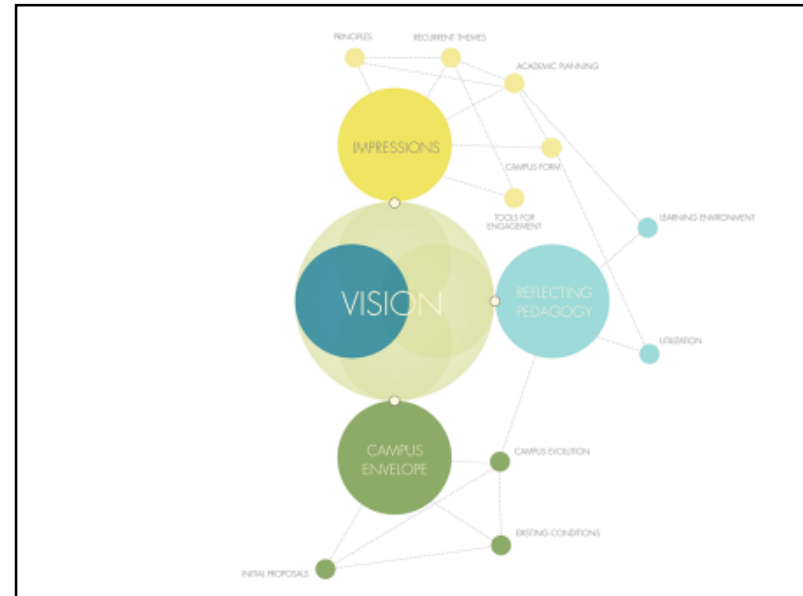 PRINCIPLES
RECURRENT THEMES
ACADEMIC PLANNING
IMPRESSIONS
CAMPUS FORM
TOOLS FOR
ENGAGEMENT
LEARNING ENVIRONMENT
VISION
REFLECTING
PEDAGOGY
UTILIZATION
CAMPUS
ENVELOPE
CAMPUS EVOLUTION
EXISTING CONDITIONS
INITIAL PROPOSALS